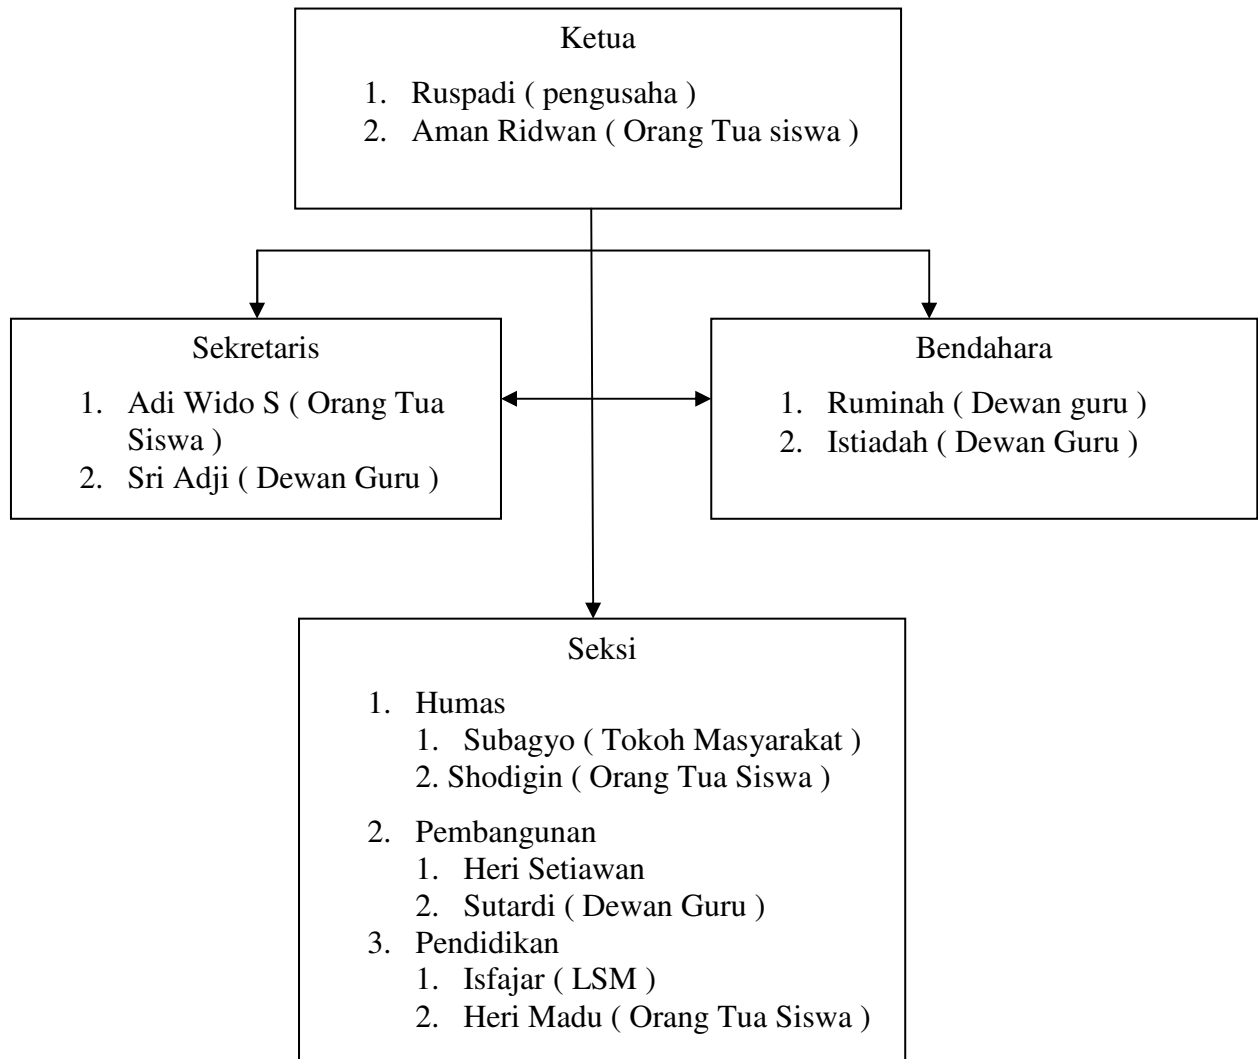 Ketua
1. Ruspadi ( pengusaha )
2. Aman Ridwan ( Orang Tua siswa )
Sekretaris
1. Adi Wido S ( Orang Tua
Siswa )
2. Sri Adji ( Dewan Guru )
Bendahara
1. Ruminah ( Dewan guru )
2. Istiadah ( Dewan Guru )
Seksi
1. Humas
1. Subagyo ( Tokoh Masyarakat )
2. Shodigin ( Orang Tua Siswa )
2. Pembangunan
1. Heri Setiawan
2. Sutardi ( Dewan Guru )
3. Pendidikan
1. Isfajar ( LSM )
2. Heri Madu ( Orang Tua Siswa )